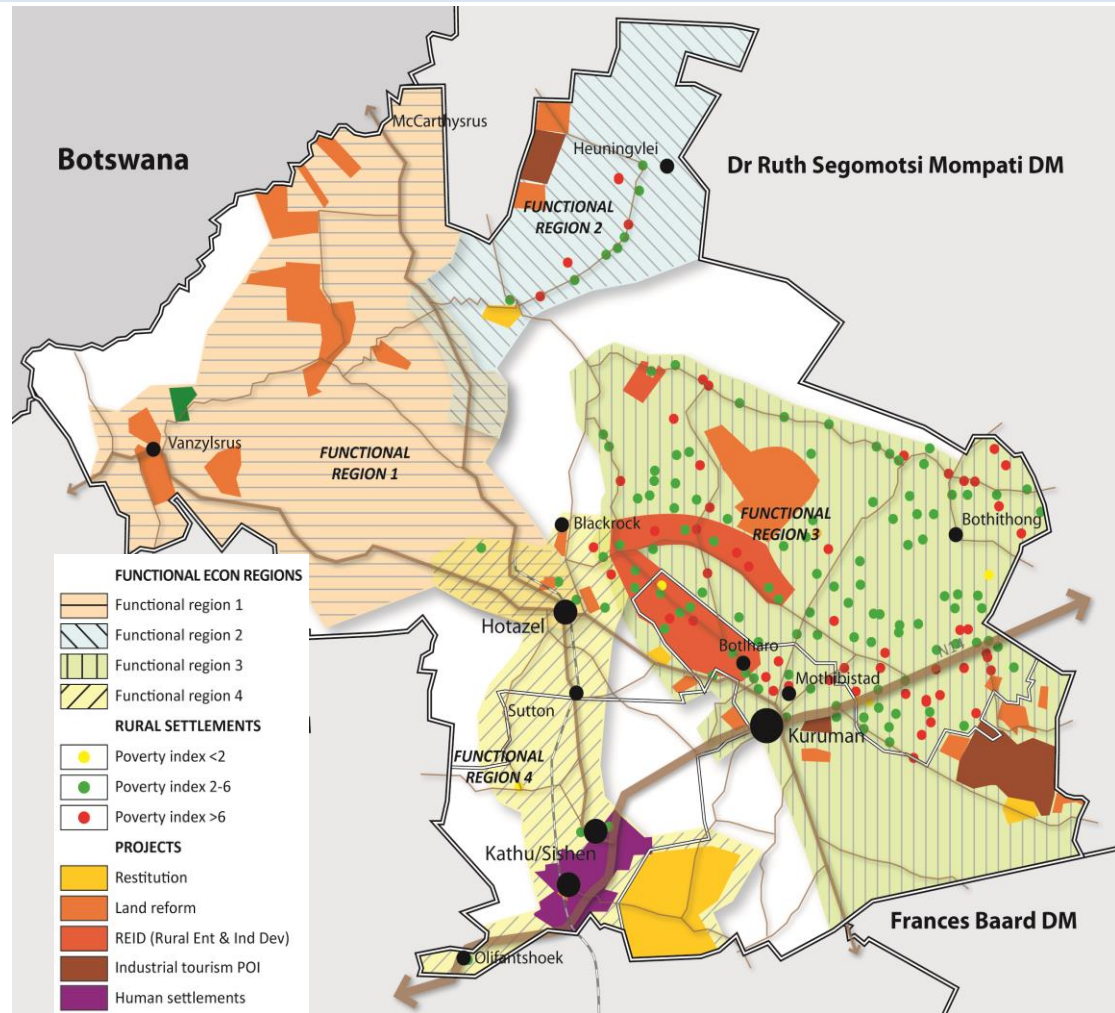 McCarthysrus
Botswana
Heuningvlei
Dr Ruth Segomotsi Mompati DM
FUNCTIONAL
REGION 2
Vanzylsrus
FUNCTIONAL
REGION 1
Blackrock
FUNCTIONAL
REGION 3
Bothithong
Hotazel
Botlharo
N14
Mothibistad
Sutton
Kuruman
FUNCTIONAL
REGION 4
Kathu/Sishen
Frances Baard DM
Olifantshoek
FUNCTIONAL ECON REGIONS
Functional region 1
Functional region 2
Functional region 3
Functional region 4
RURAL SETTLEMENTS
Poverty index <2
Poverty index 2-6
Poverty index >6
PROJECTS
Restitution
Land reform
REID (Rural Ent & Ind Dev)
Industrial tourism POI
Human settlements